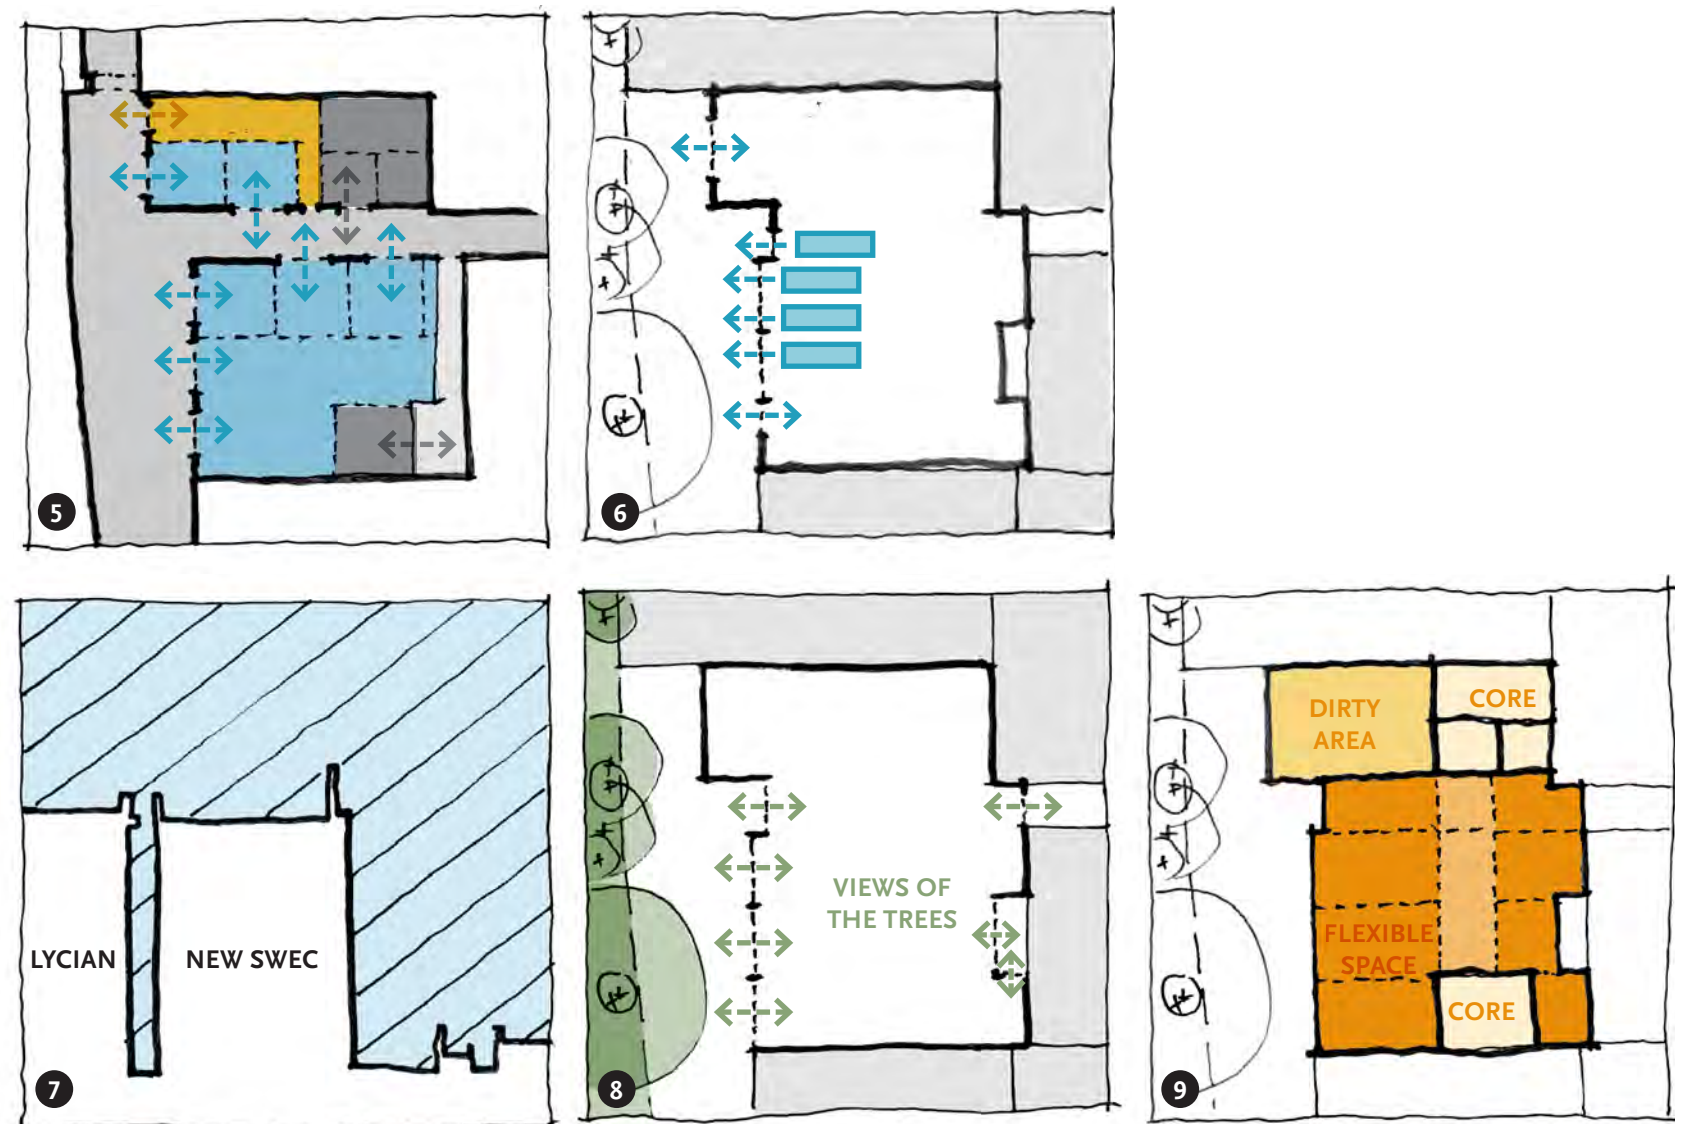 5
6
LYCIAN
NEW SWEC
7
VIEWS OF
THE TREES
8
DIRTY
AREA
CORE
FLEXIBLE
SPACE
CORE
9